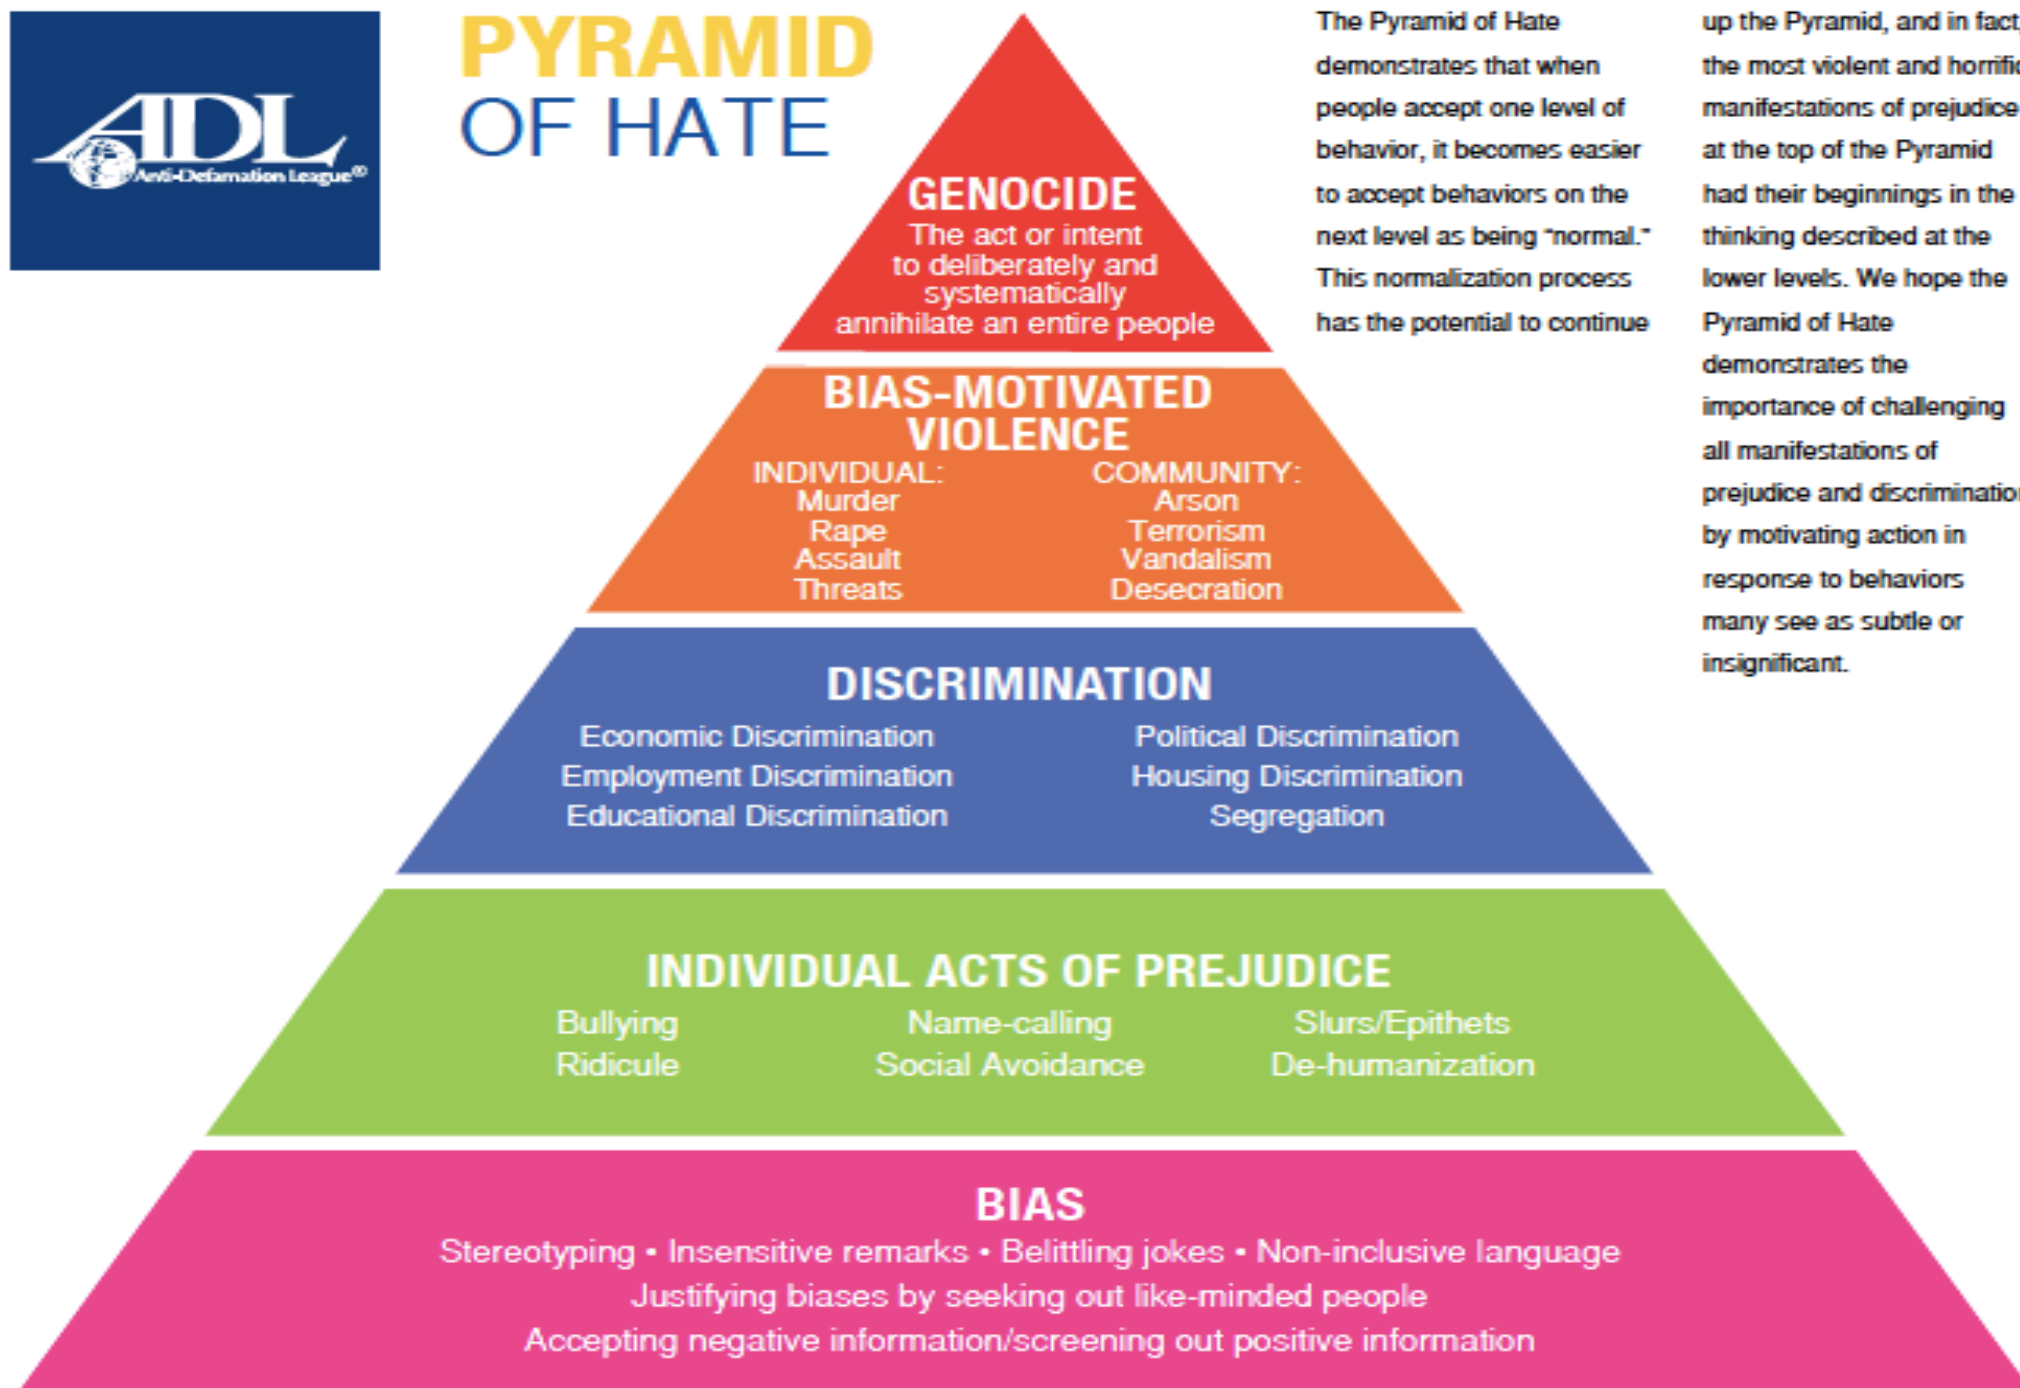 ADL
Anti-Defamation League®
PYRAMID
OF HATE
The Pyramid of Hate
demonstrates that when
people accept one level of
behavior, it becomes easier
to accept behaviors on the
next level as being "normal."
This normalization process
has the potential to continue
up the Pyramid, and in fact,
the most violent and horrific
manifestations of prejudice
at the top of the Pyramid
had their beginnings in the
thinking described at the
lower levels. We hope the
Pyramid of Hate
demonstrates the
importance of challenging
all manifestations of
prejudice and discrimination
by motivating action in
response to behaviors
many see as subtle or
insignificant.
GENOCIDE
The act or intent
to deliberately and
systematically
annihilate an entire people
BIAS-MOTIVATED
VIOLENCE
INDIVIDUAL:
Murder
Rape
Assault
Threats
COMMUNITY:
Arson
Terrorism
Vandalism
Desecration
DISCRIMINATION
Economic Discrimination
Employment Discrimination
Educational Discrimination
Political Discrimination
Housing Discrimination
Segregation
INDIVIDUAL ACTS OF PREJUDICE
Bullying Name-calling Slurs/Epithets
Ridicule Social Avoidance De-humanization
BIAS
Stereotyping • Insensitive remarks • Belittling jokes • Non-inclusive language
Justifying biases by seeking out like-minded people
Accepting negative information/screening out positive information